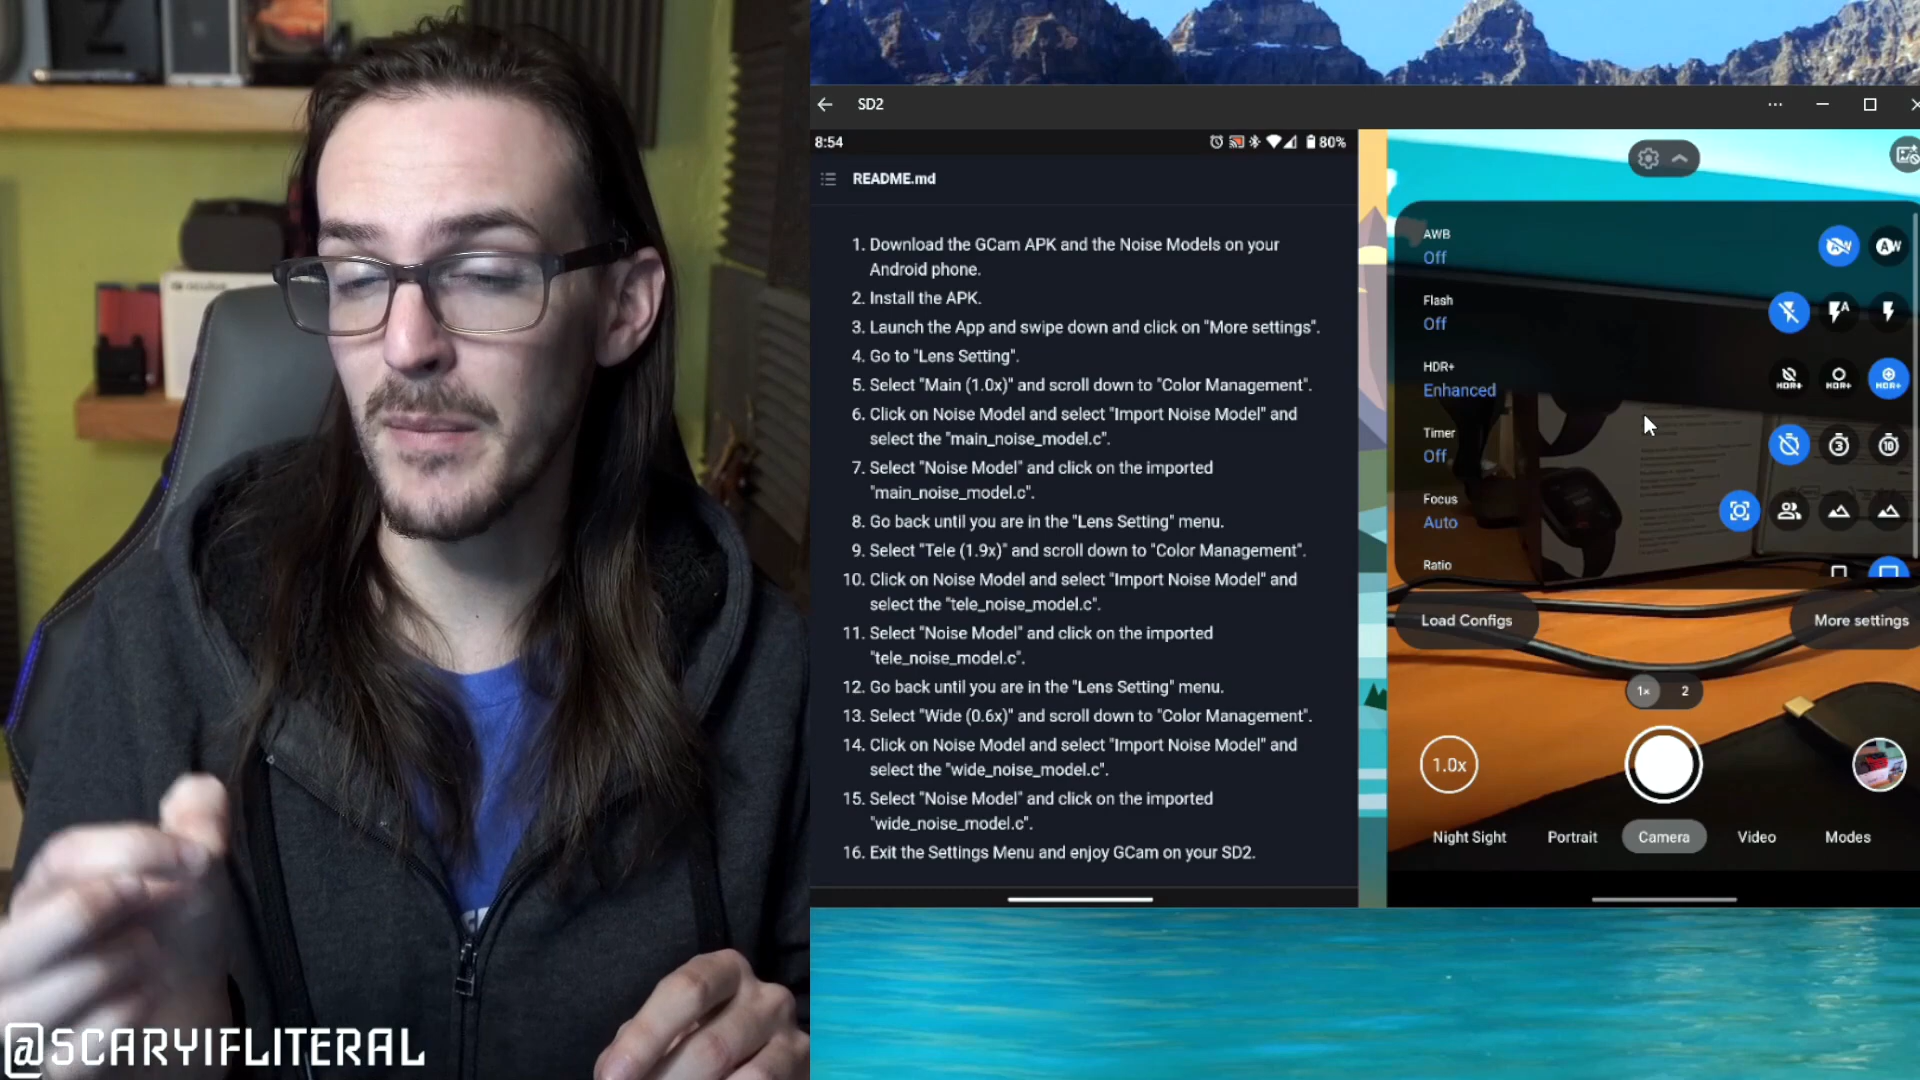 SD2
8:54
80%
README.md
1. Download the GCam APK and the Noise Models on your
Android phone.
2. Install the APK.
3. Launch the App and swipe down and click on "More settings".
4. Go to "Lens Setting".
5. Select "Main (1.0x)" and scroll down to "Color Management".
6. Click on Noise Model and select "Import Noise Model" and
select the "main_noise_model.c".
7. Select "Noise Model" and click on the imported
"main_noise_model.c".
8. Go back until you are in the "Lens Setting" menu.
9. Select "Tele (1.9x)" and scroll down to "Color Management".
10. Click on Noise Model and select "Import Noise Model" and
select the "tele_noise_model.c".
11. Select "Noise Model" and click on the imported
"tele_noise_model.c".
12. Go back until you are in the "Lens Setting" menu.
13. Select "Wide (0.6x)" and scroll down to "Color Management".
14. Click on Noise Model and select "Import Noise Model" and
select the "wide_noise_model.c".
15. Select "Noise Model" and click on the imported
"wide_noise_model.c".
16. Exit the Settings Menu and enjoy GCam on your SD2.
AWB
Off
AW AW
Flash
Off
A
HDR+
Enhanced
HDR+ HDR+ HDR+
Timer
Off
3 10
Focus
Auto
Ratio
Load Configs More settings
1× 2
1.0x
Night Sight Portrait Camera Video Modes
oculus
@SCARYIFLITERAL